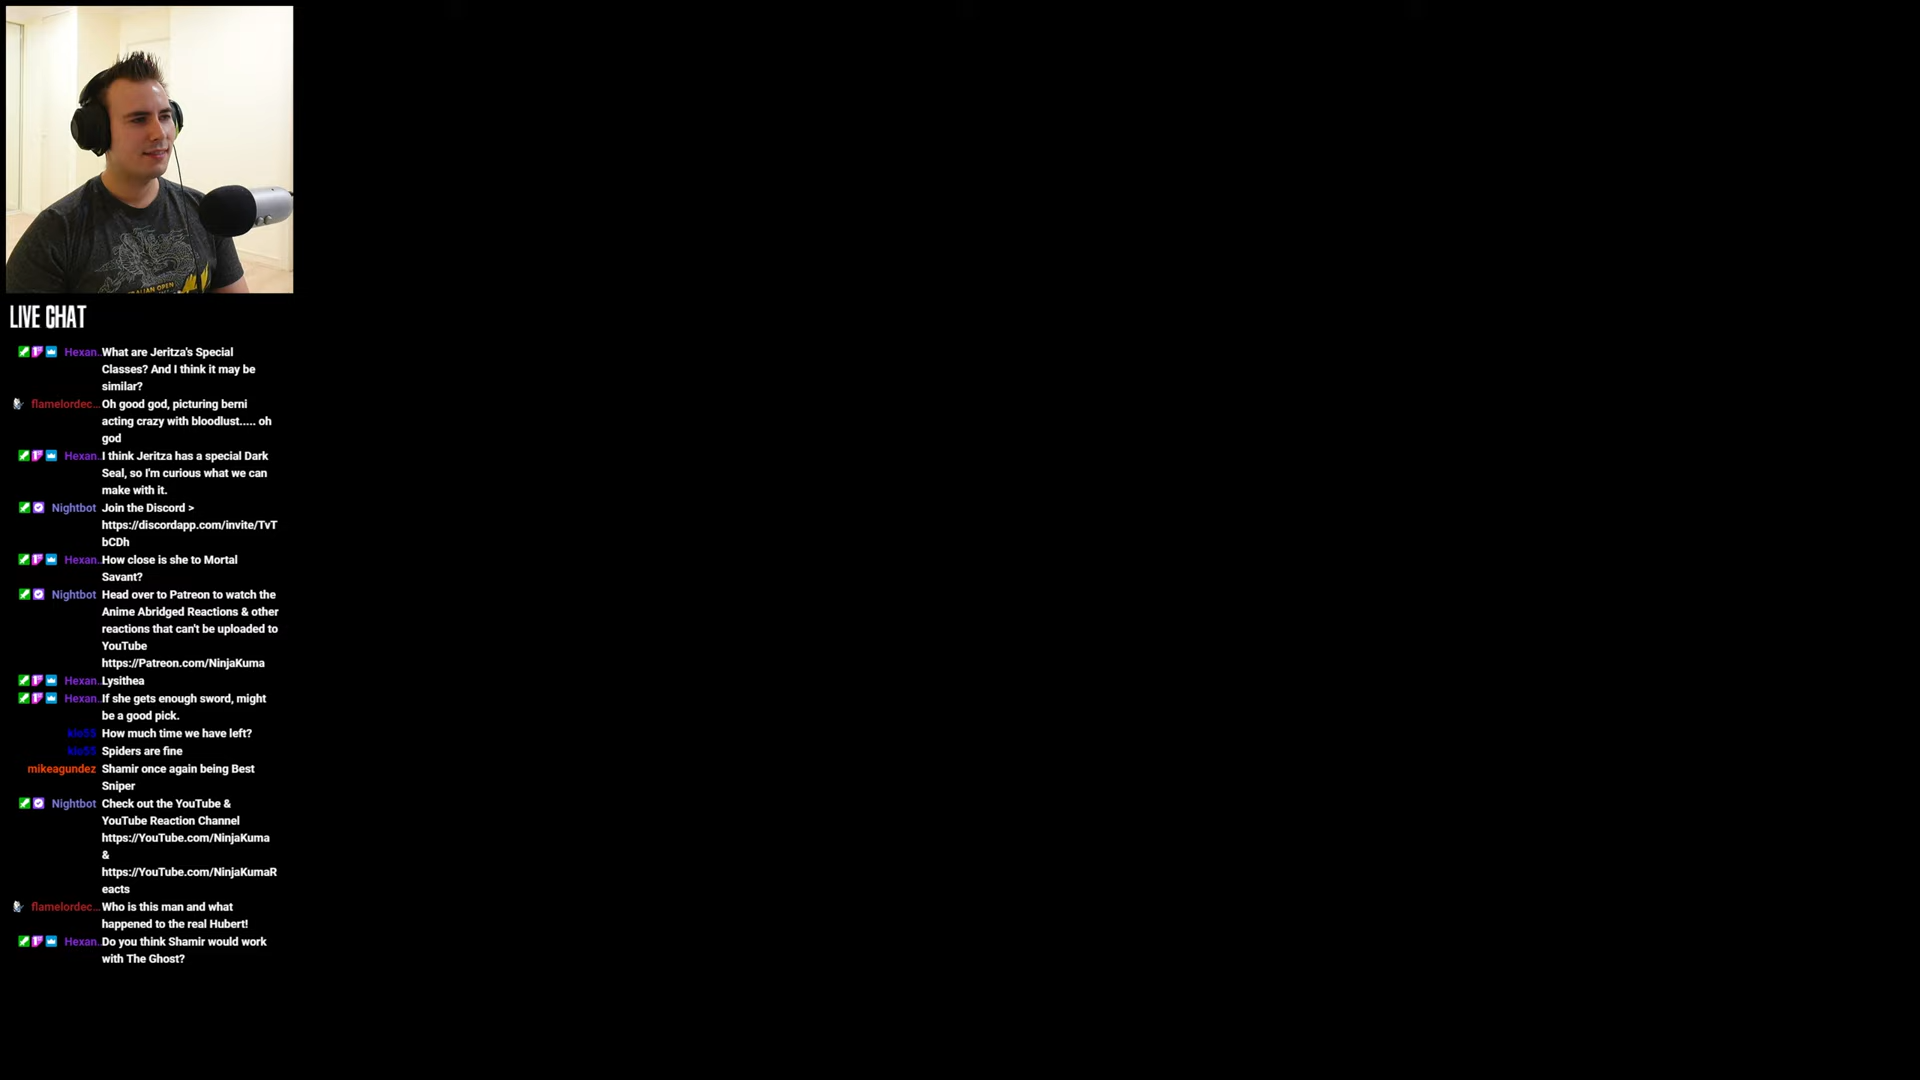 ALIAN OPEN
LIVE CHAT
Hexan..What are Jeritza's Special
Classes? And I think it may be
similar?
flamelordec...Oh good god, picturing berni
acting crazy with bloodlust..... oh
god
Hexan..I think Jeritza has a special Dark
Seal, so I'm curious what we can
make with it.
Nightbot Join the Discord >
https://discordapp.com/invite/TvT
bCDh
Hexan..How close is she to Mortal
Savant?
Nightbot Head over to Patreon to watch the
Anime Abridged Reactions & other
reactions that can't be uploaded to
YouTube
https://Patreon.com/NinjaKuma
Hexan..Lysithea
Hexan..If she gets enough sword, might
be a good pick.
How much time we have left?
Spiders are fine
mikeagundez Shamir once again being Best
Sniper
Nightbot Check out the YouTube &
YouTube Reaction Channel
https://YouTube.com/NinjaKuma
&
https://YouTube.com/NinjaKumaR
eacts
flamelordec...Who is this man and what
happened to the real Hubert!
Hexan..Do you think Shamir would work
with The Ghost?